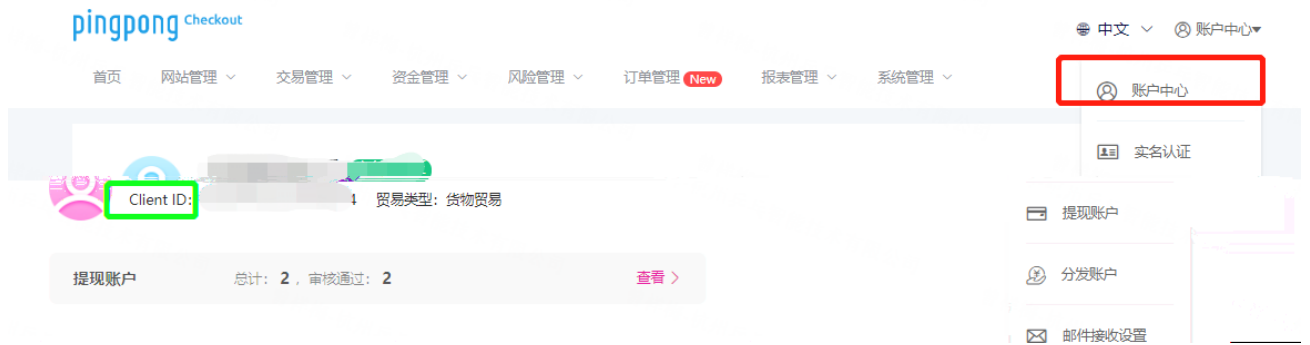 pingpong Checkout
中文 账户中心
首页 网站管理 交易管理 资金管理 风险管理 订单管理 New 报表管理 系统管理
账户中心
实名认证
Client ID: 4 贸易类型：货物贸易
提现账户
提现账户 总计：2，审核通过：2 查看
分发账户
邮件接收设置